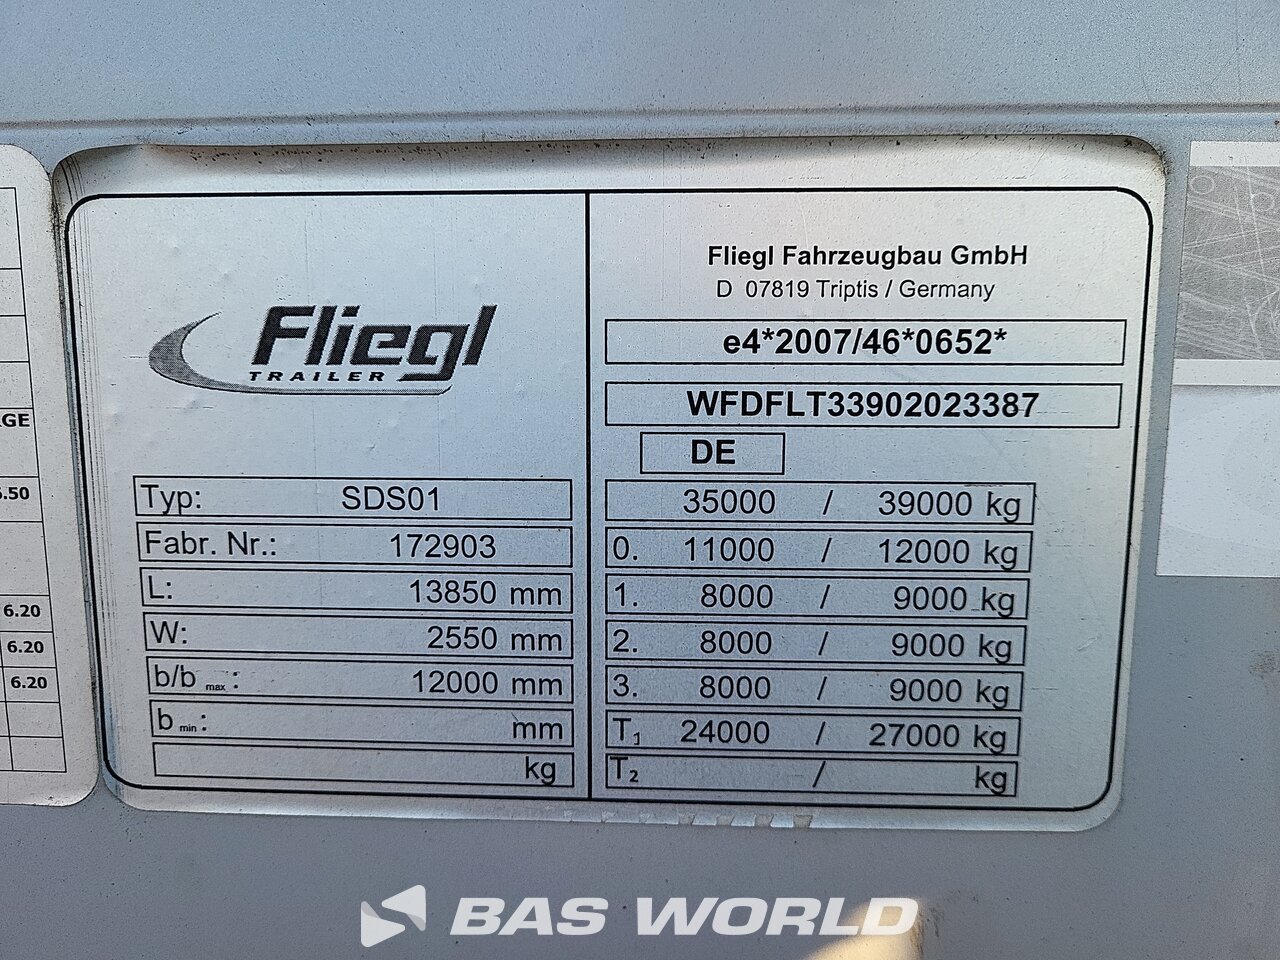 GE
6.50
6.20
6.20
6.20
Fliegl
TRAILER
Typ: SDS01
Fabr. Nr.: 172903
L: 13850 mm
W: 2550 mm
b/b max : 12000 mm
b min : mm
kg
Fliegl Fahrzeugbau GmbH
D 07819 Triptis / Germany
e4*2007/46*0652*
WFDFLT33902023387
DE
35000 / 39000 kg
0. 11000 / 12000 kg
1. 8000 / 9000 kg
2. 8000 / 9000 kg
3. 8000 / 9000 kg
T1 24000 / 27000 kg
T2 / kg
BAS WORLD